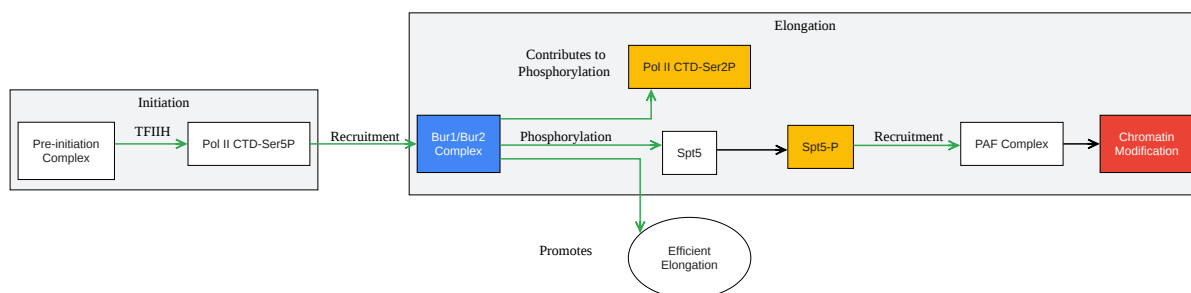 Elongation
Contributes to
Phosphorylation
Pol II CTD-Ser2P
Initiation
Pre-initiation
Complex
TFIIH
Pol II CTD-Ser5P
Recruitment
Bur1/Bur2
Complex
Phosphorylation
Spt5
Spt5-P
Recruitment
PAF Complex
Chromatin
Modification
Promotes
Efficient
Elongation